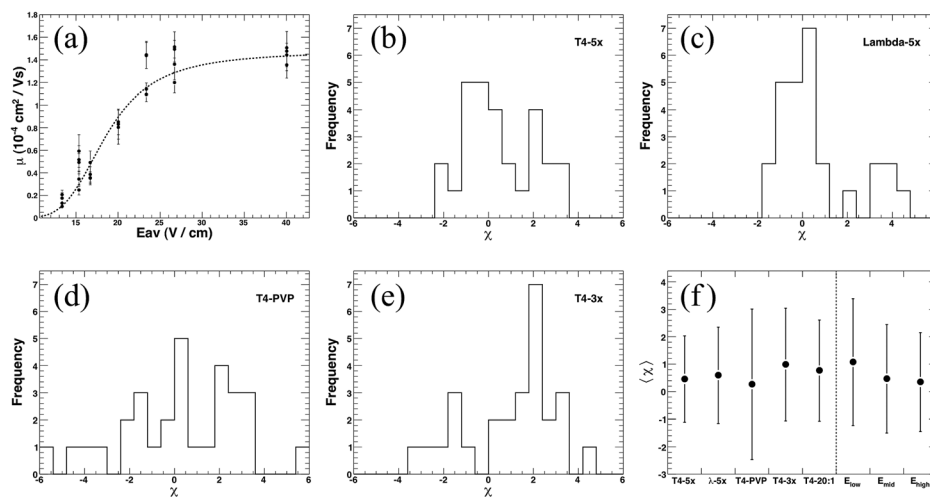 (a)
μ (10⁻⁴ cm² / Vs)
1.8
1.6
1.4
1.2
1
0.8
0.6
0.4
0.2
0
15 20 25 30 35 40
Eav (V / cm)
(b)
T4-5x
Frequency
7
6
5
4
3
2
1
0
-6 -4 -2 0 2 4 6
χ
(c)
Lambda-5x
Frequency
7
6
5
4
3
2
1
0
-6 -4 -2 0 2 4 6
χ
(d)
T4-PVP
Frequency
7
6
5
4
3
2
1
0
-6 -4 -2 0 2 4 6
χ
(e)
T4-3x
Frequency
7
6
5
4
3
2
1
0
-6 -4 -2 0 2 4 6
χ
(f)
⟨χ⟩
4
3
2
1
0
-1
-2
-3
T4-5x λ-5x T4-PVP T4-3x T4-20:1 E_low E_mid E_high